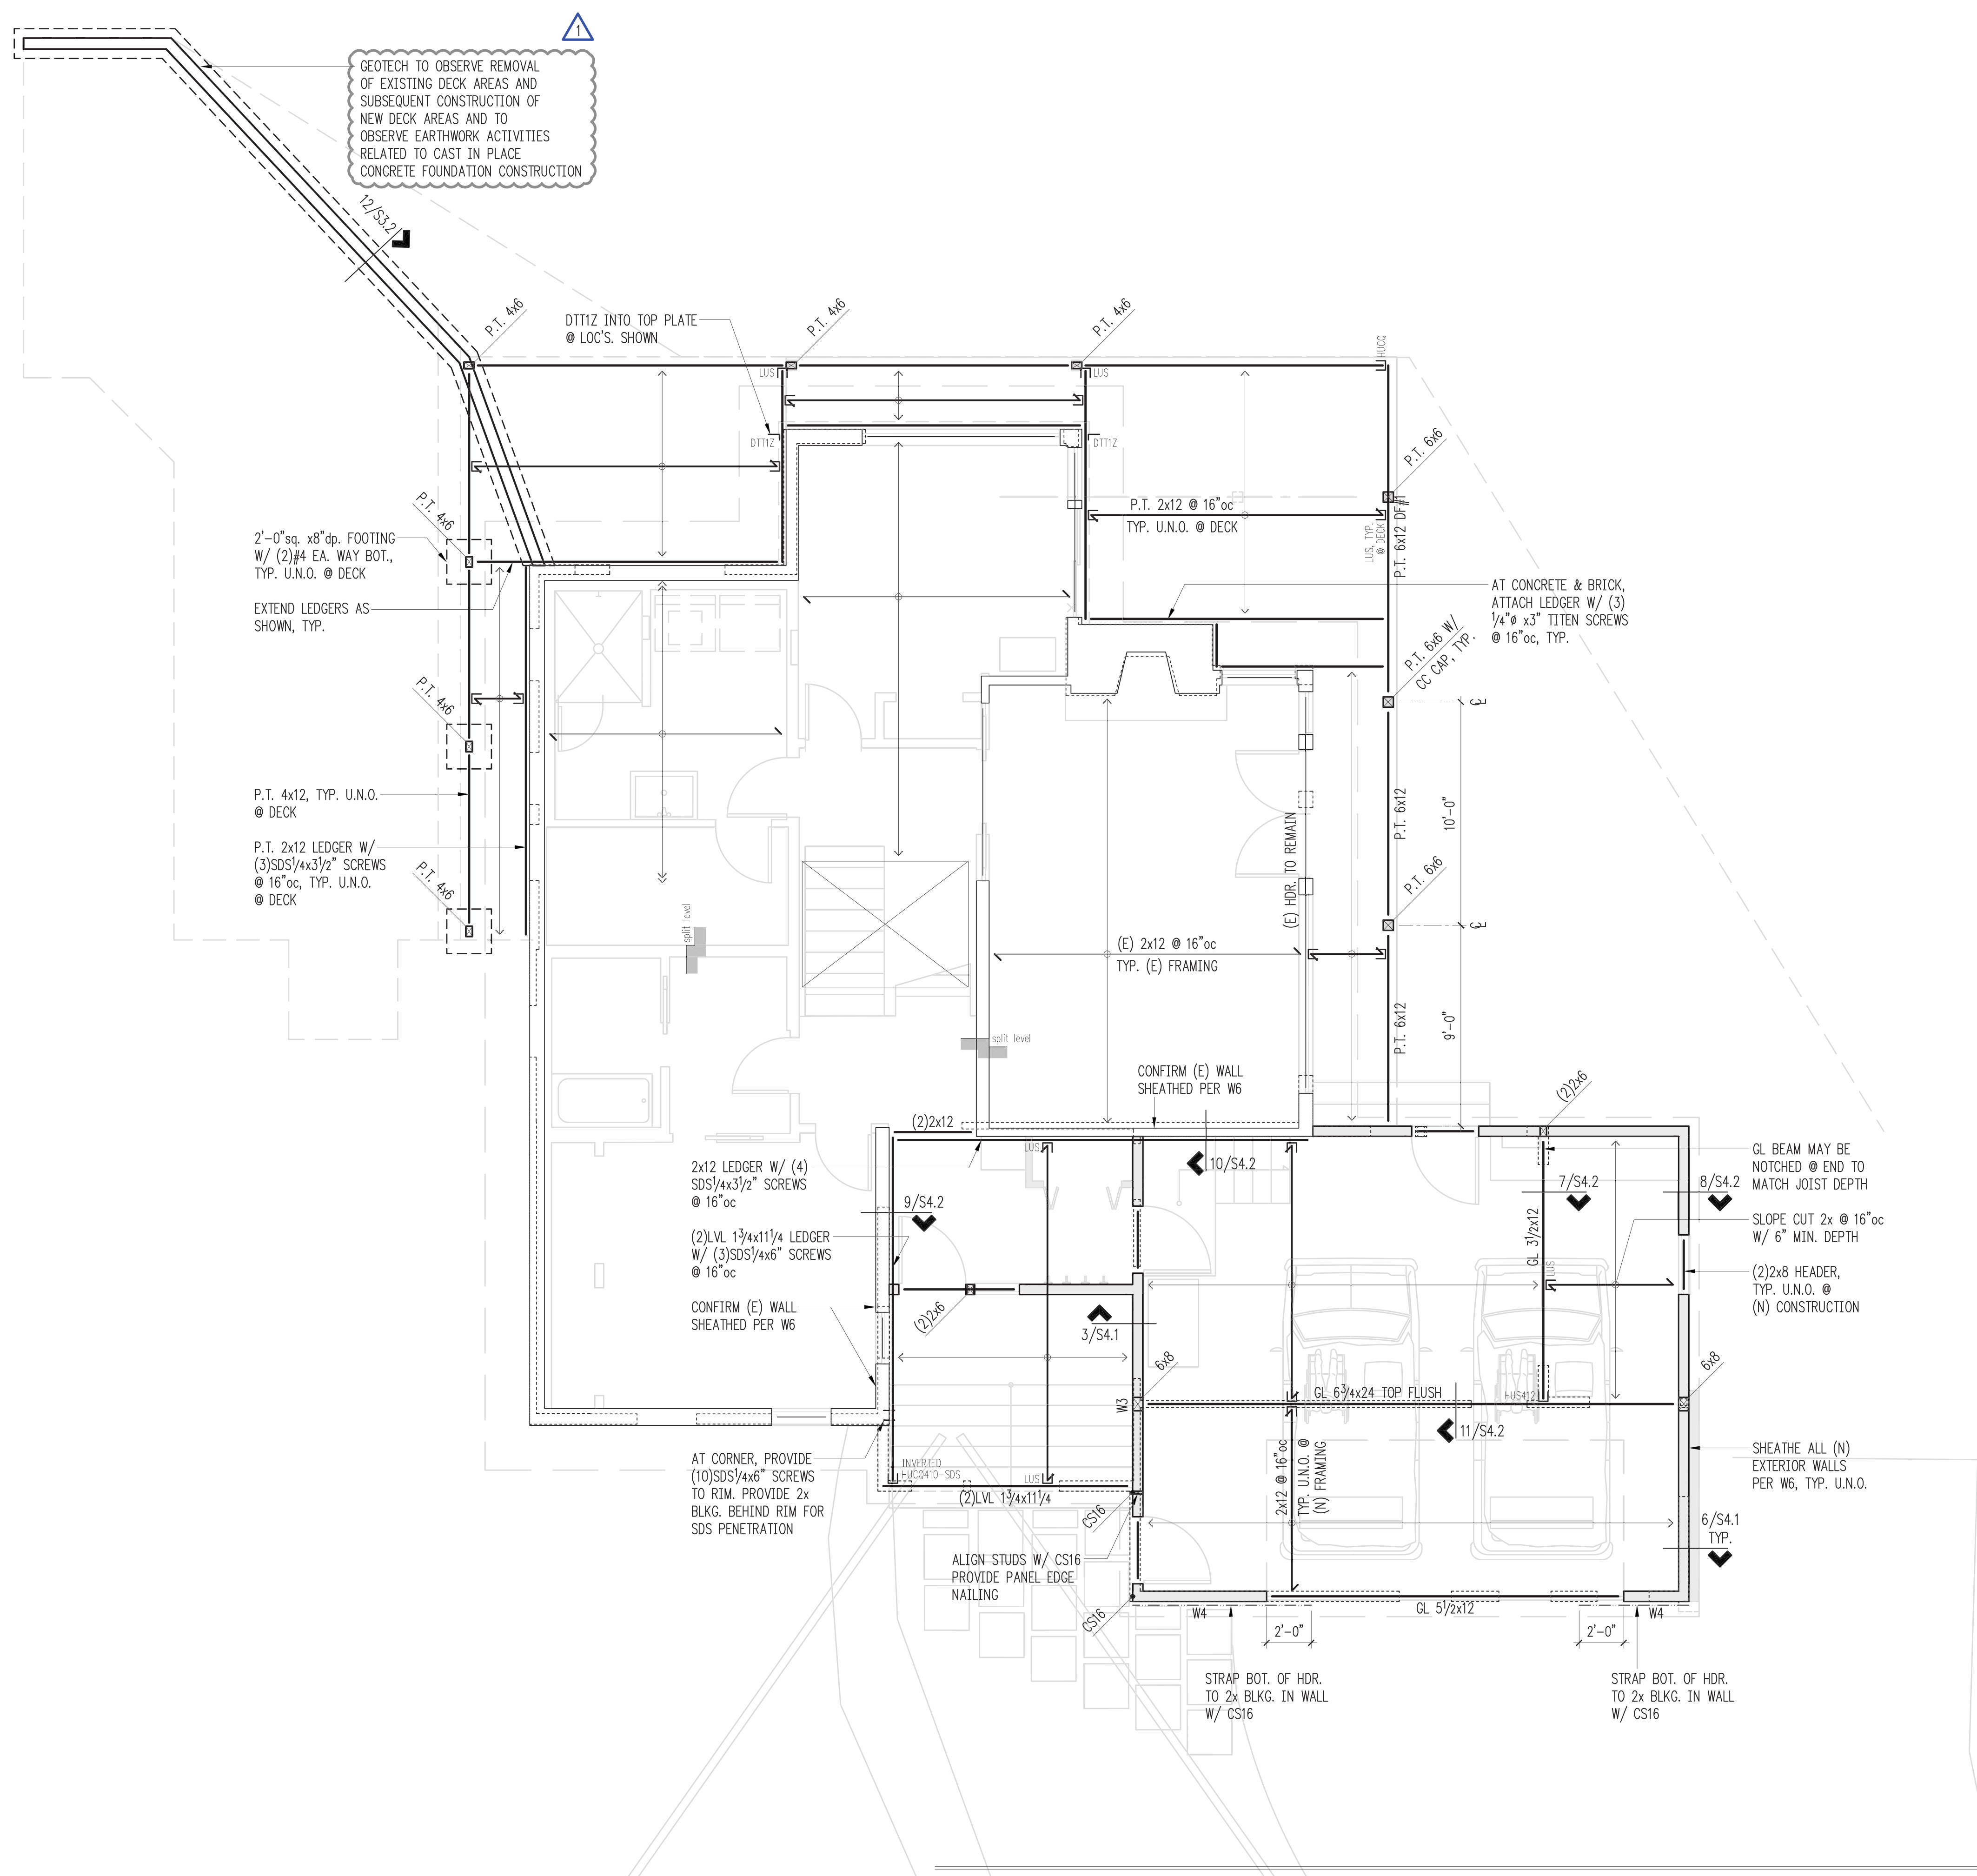 1
GEOTECH TO OBSERVE REMOVAL
OF EXISTING DECK AREAS AND
SUBSEQUENT CONSTRUCTION OF
NEW DECK AREAS AND TO
OBSERVE EARTHWORK ACTIVITIES
RELATED TO CAST IN PLACE
CONCRETE FOUNDATION CONSTRUCTION
12/S3.2
P.T. 4x6
DTT1Z INTO TOP PLATE
@ LOC'S. SHOWN
P.T. 4x6
P.T. 4x6
HUCQ
LUS
LUS
DTT1Z
DTT1Z
P.T. 6x6
P.T. 2x12 @ 16"oc
TYP. U.N.O. @ DECK
LUS, TYP.
@ DECK
P.T. 6x12 DF#1
P.T. 4x6
2'-0"sq. x8"dp. FOOTING
W/ (2)#4 EA. WAY BOT.,
TYP. U.N.O. @ DECK
EXTEND LEDGERS AS
SHOWN, TYP.
AT CONCRETE & BRICK,
ATTACH LEDGER W/ (3)
1/4"ø x3" TITEN SCREWS
@ 16"oc, TYP.
P.T. 6x6 W/
CC CAP, TYP.
P.T. 4x6
P.T. 4x12, TYP. U.N.O.
@ DECK
P.T. 2x12 LEDGER W/
(3)SDS1/4x31/2" SCREWS
@ 16"oc, TYP. U.N.O.
@ DECK
P.T. 4x6
P.T. 6x12
10'-0"
P.T. 6x6
(E) HDR. TO REMAIN
split level
(E) 2x12 @ 16"oc
TYP. (E) FRAMING
P.T. 6x12
9'-0"
split level
CONFIRM (E) WALL
SHEATHED PER W6
(2)2x6
(2)2x12
LUS
10/S4.2
2x12 LEDGER W/ (4)
SDS1/4x31/2" SCREWS
@ 16"oc
9/S4.2
(2)LVL 13/4x111/4 LEDGER
W/ (3)SDS1/4x6" SCREWS
@ 16"oc
CONFIRM (E) WALL
SHEATHED PER W6
(2)2x6
3/S4.1
GL BEAM MAY BE
NOTCHED @ END TO
MATCH JOIST DEPTH
7/S4.2
8/S4.2
SLOPE CUT 2x @ 16"oc
W/ 6" MIN. DEPTH
GL 31/2x12
LUS
(2)2x8 HEADER,
TYP. U.N.O. @
(N) CONSTRUCTION
6x8
6x8
W3
GL 63/4x24 TOP FLUSH
HUS412
11/S4.2
AT CORNER, PROVIDE
(10)SDS1/4x6" SCREWS
TO RIM. PROVIDE 2x
BLKG. BEHIND RIM FOR
SDS PENETRATION
INVERTED
HUCQ410-SDS
LUS
(2)LVL 13/4x111/4
2x12 @ 16"oc
TYP. U.N.O. @
(N) FRAMING
SHEATHE ALL (N)
EXTERIOR WALLS
PER W6, TYP. U.N.O.
CS16
6/S4.1
TYP.
ALIGN STUDS W/ CS16
PROVIDE PANEL EDGE
NAILING
CS16
W4
GL 51/2x12
W4
2'-0"
2'-0"
STRAP BOT. OF HDR.
TO 2x BLKG. IN WALL
W/ CS16
STRAP BOT. OF HDR.
TO 2x BLKG. IN WALL
W/ CS16